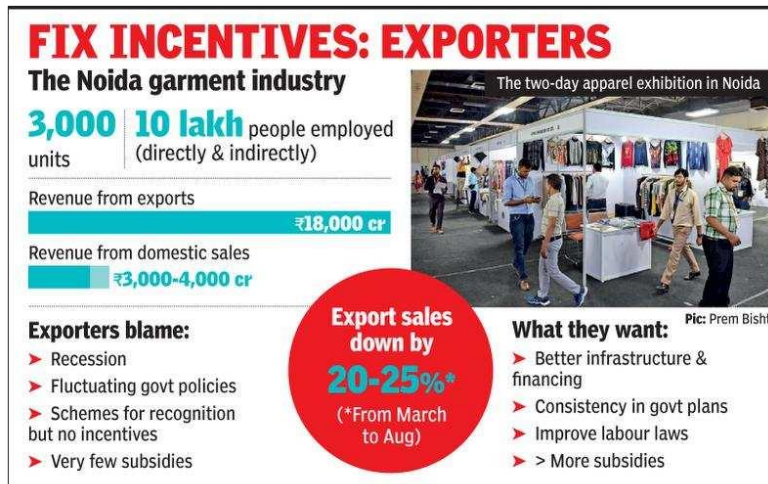 FIX INCENTIVES: EXPORTERS
The Noida garment industry
3,000 units
10 lakh people employed
(directly & indirectly)
The two-day apparel exhibition in Noida
Revenue from exports
₹18,000 cr
Revenue from domestic sales
₹3,000-4,000 cr
Pic: Prem Bisht
Exporters blame:
➤ Recession
➤ Fluctuating govt policies
➤ Schemes for recognition
but no incentives
➤ Very few subsidies
Export sales
down by
20-25%*
(*From March
to Aug)
What they want:
➤ Better infrastructure &
financing
➤ Consistency in govt plans
➤ Improve labour laws
➤ > More subsidies